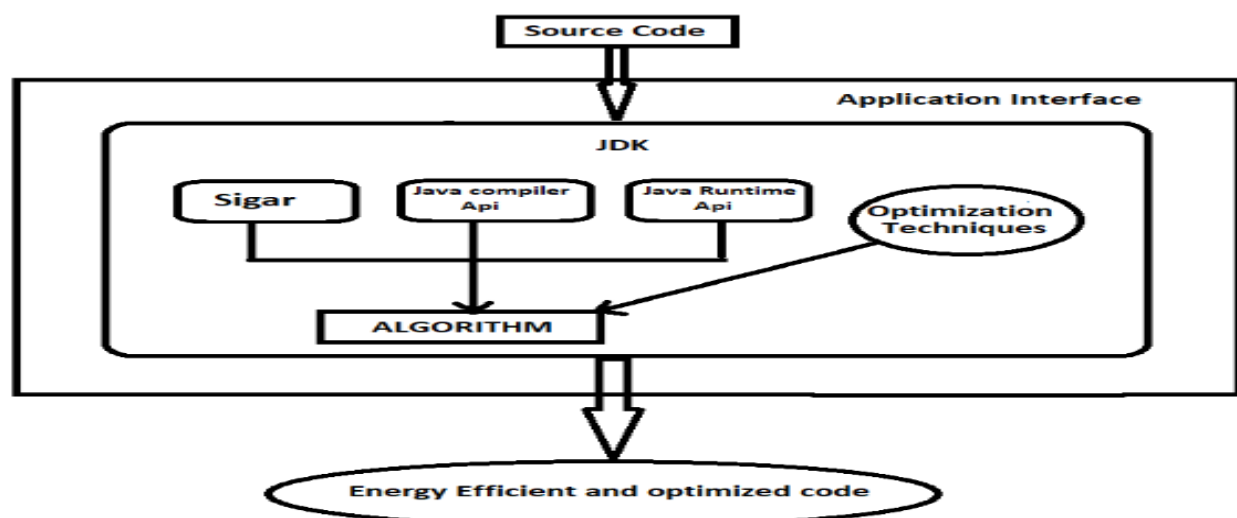 Source Code
Application Interface
JDK
Sigar
Java compiler
Api
Java Runtime
Api
Optimization
Techniques
ALGORITHM
Energy Efficient and optimized code